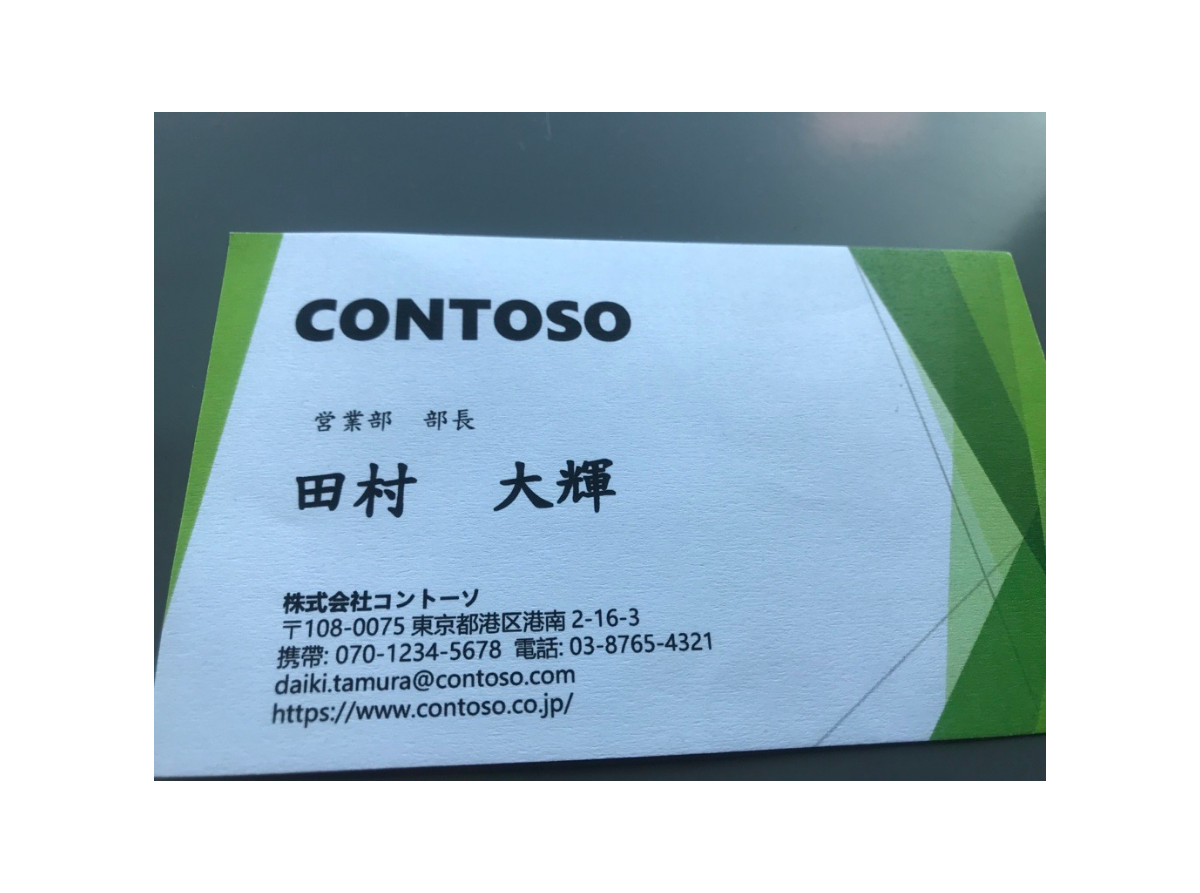 CONTOSO
営業部　部長
田村　大輝
株式会社コントーソ
〒108-0075 東京都港区港南 2-16-3
携帯: 070-1234-5678 電話: 03-8765-4321
daiki.tamura@contoso.com
https://www.contoso.co.jp/